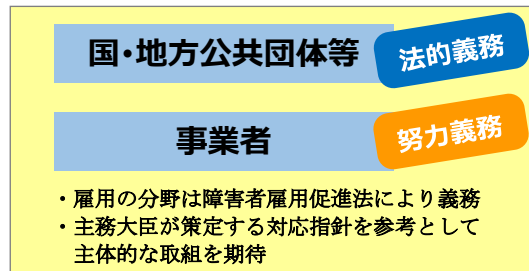 国・地方公共団体等
法的義務
事業者
努力義務
・雇用の分野は障害者雇用促進法により義務
・主務大臣が策定する対応指針を参考として
主体的な取組を期待